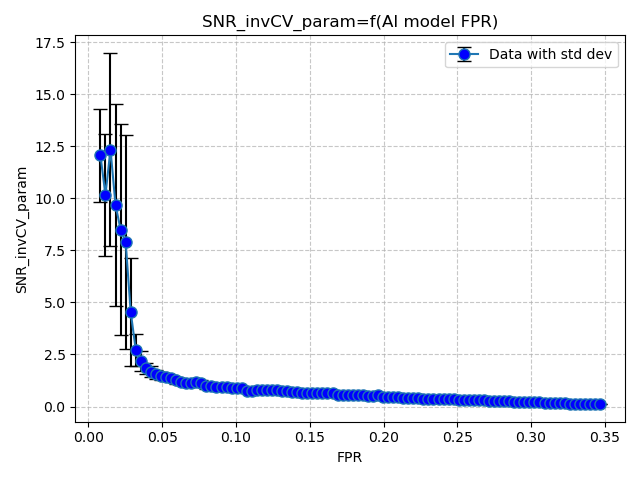 SNR_invCV_param=f(AI model FPR)
Data with std dev
SNR_invCV_param
17.5
15.0
12.5
10.0
7.5
5.0
2.5
0.0
0.00 0.05 0.10 0.15 0.20 0.25 0.30 0.35
FPR